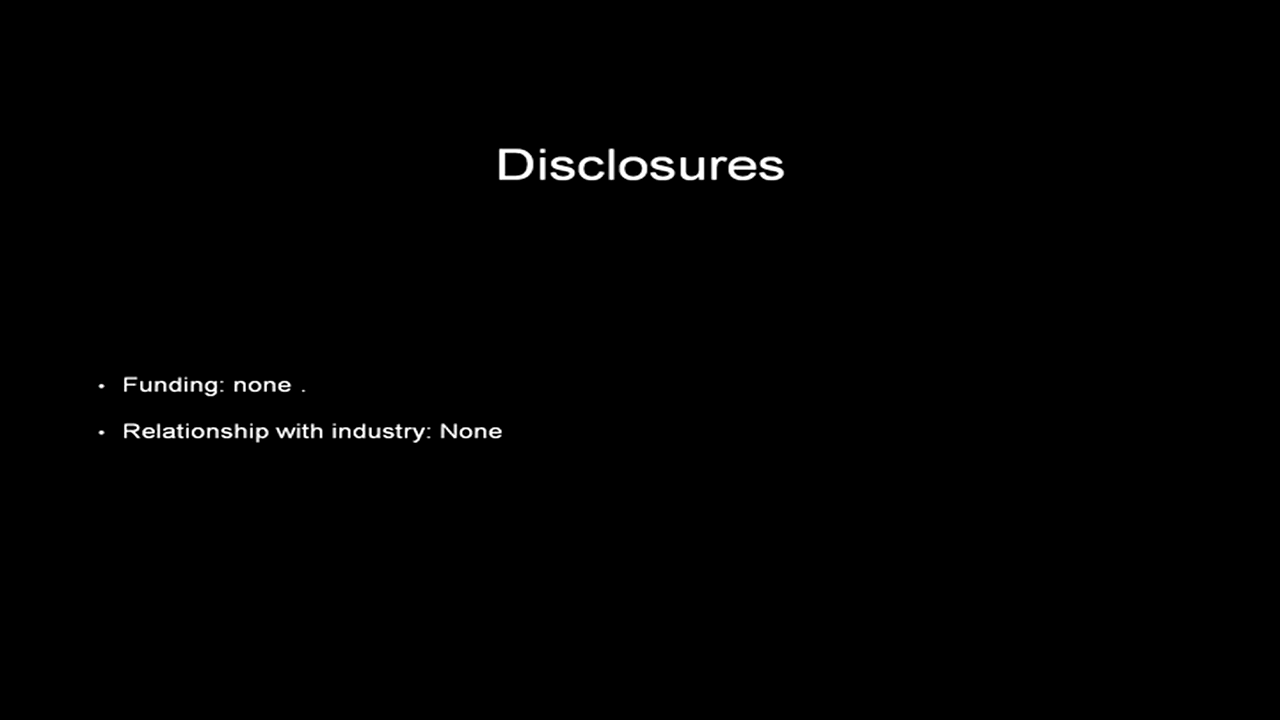 Disclosures
• Funding: none .
• Relationship with industry: None